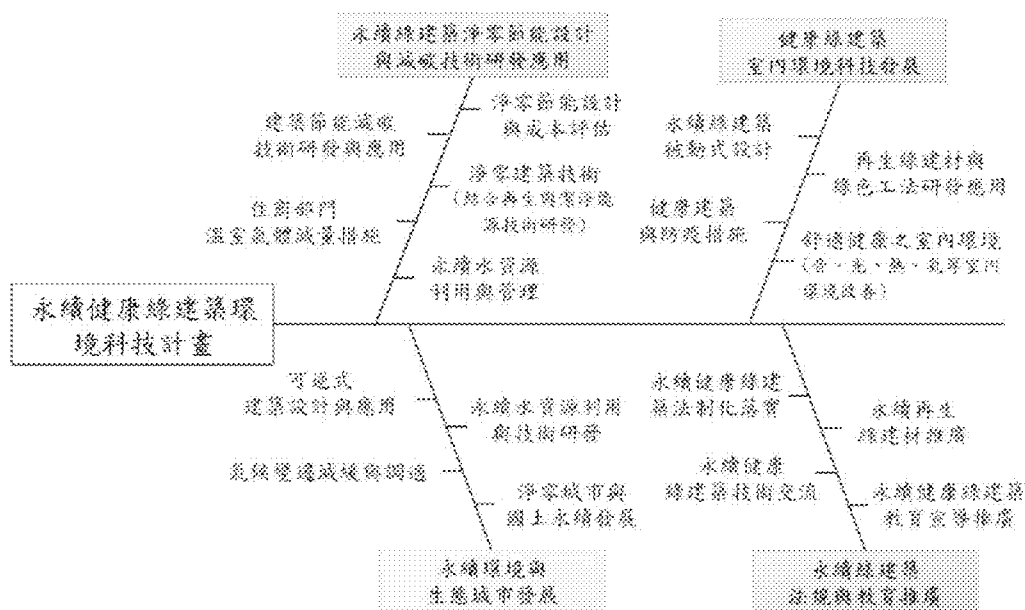 永續綠建築淨零節能設計
與減碳技術研發應用
健康綠建築
室內環境科技發展
建築節能減碳
技術研發與應用
淨零節能設計
與成本評估
住商部門
溫室氣體減量措施
淨零建築技術
(結合再生與潔淨能
源技術研發)
永續水資源
利用與管理
永續綠建築
被動式設計
再生綠建材與
綠色工法研發應用
健康建築
與防疫措施
舒適健康之室內環境
(音、光、熱、氣等室內
環境改善)
永續健康綠建築環
境科技計畫
可逆式
建築設計與應用
永續水資源利用
與技術研發
氣候變遷減緩與調適
淨零城市與
國土永續發展
永續健康綠建
築法制化落實
永續再生
綠建材推廣
永續健康
綠建築技術交流
永續健康綠建築
教育宣導推廣
永續環境與
生態城市發展
永續綠建築
法規與教育推廣